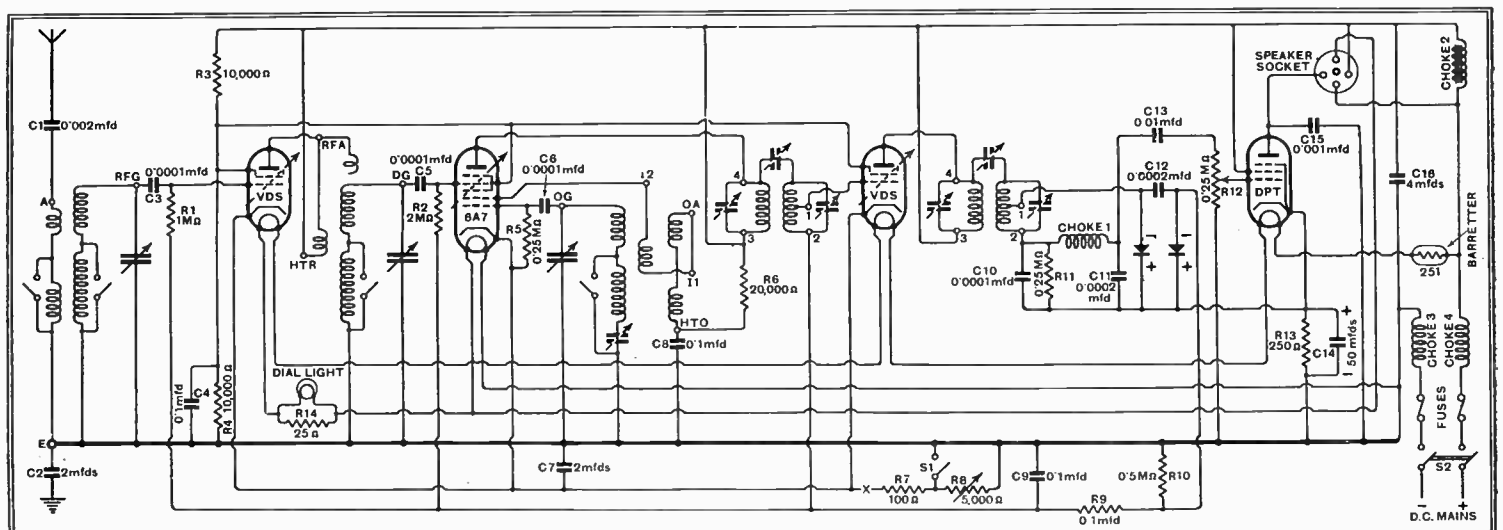 R3
10,000Ω
C1
0·002mfd
A
RFG
0·0001mfd
C3
R1
1MΩ
VDS
RFA
HTR
DG
0·0001mfd
C5
R2
2MΩ
6A7
C6
0·0001mfd
OG
R5
0·25MΩ
I2
OA
I1
HTO
C8
0·1mfd
4
3
R6
20,000Ω
1
2
VDS
4
3
1
2
C10
0·0001mfd
R11
0·25MΩ
CHOKE 1
C11
0·0002
mfd
C13
0·01mfd
C12
0·0002mfd
+
+
0·25MΩ
R12
DPT
SPEAKER
SOCKET
C15
0·001mfd
C16
4mfds
CHOKE 2
251
BARRETTER
R13
250Ω
+
C14
50mfds
CHOKE 3
CHOKE 4
FUSES
S2
- +
D.C. MAINS
0·1mfd
C4
R4 10,000Ω
DIAL LIGHT
R14
25Ω
E
C2
2mfds
C7
2mfds
X
R7
100Ω
S1
R8
5,000Ω
C9
0·1mfd
R9
0·1mfd
0·5MΩ
R10